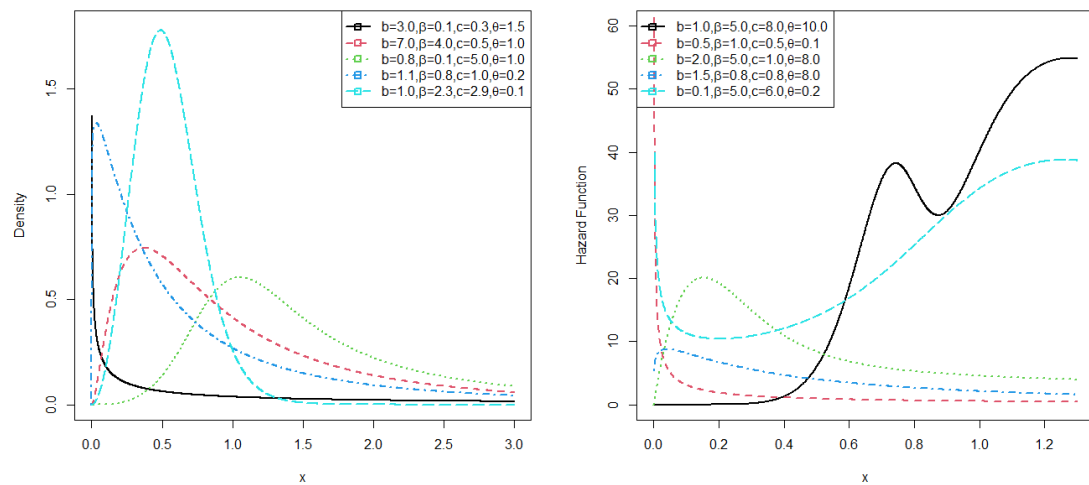 b=3.0,β=0.1,c=0.3,θ=1.5
b=7.0,β=4.0,c=0.5,θ=1.0
b=0.8,β=0.1,c=5.0,θ=1.0
b=1.1,β=0.8,c=1.0,θ=0.2
b=1.0,β=2.3,c=2.9,θ=0.1
Density
0.0
0.5
1.0
1.5
0.0 0.5 1.0 1.5 2.0 2.5 3.0
x
b=1.0,β=5.0,c=8.0,θ=10.0
b=0.5,β=1.0,c=0.5,θ=0.1
b=2.0,β=5.0,c=1.0,θ=8.0
b=1.5,β=0.8,c=0.8,θ=8.0
b=0.1,β=5.0,c=6.0,θ=0.2
Hazard Function
0
10
20
30
40
50
60
0.0 0.2 0.4 0.6 0.8 1.0 1.2
x